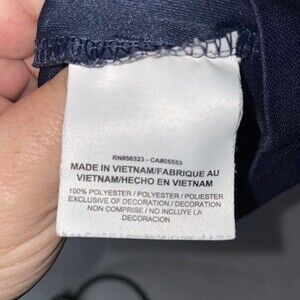 RN#56323 - CA#05553
MADE IN VIETNAM/FABRIQUE AU
VIETNAM/HECHO EN VIETNAM
100% POLYESTER / POLYESTER / POLIESTER
EXCLUSIVE OF DECORATION / DECORATION
NON COMPRISE / NO INCLUYE LA
DECORACION